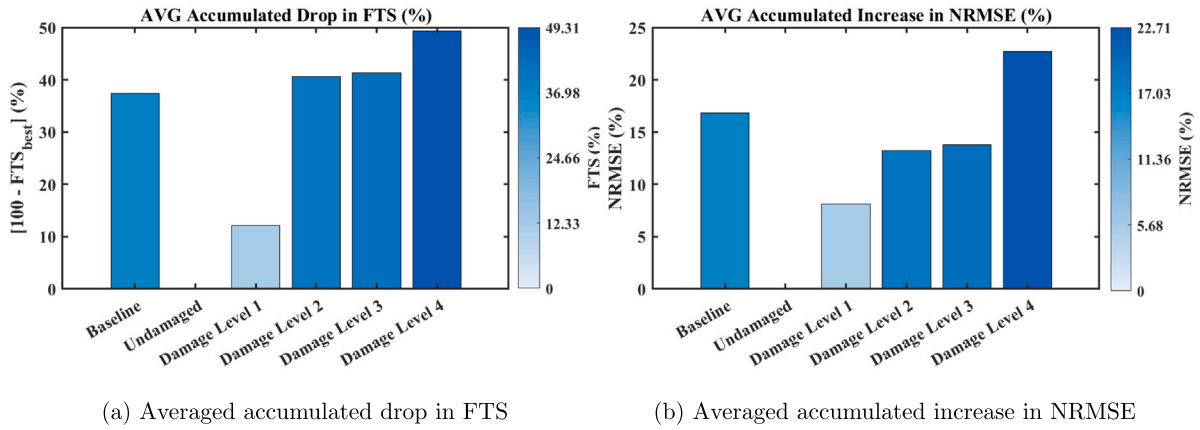 AVG Accumulated Drop in FTS (%)
[100 - FTSbest] (%)
50
40
30
20
10
0
Baseline
Undamaged
Damage Level 1
Damage Level 2
Damage Level 3
Damage Level 4
49.31
36.98
24.66
12.33
0
FTS (%)
(a) Averaged accumulated drop in FTS
AVG Accumulated Increase in NRMSE (%)
NRMSE (%)
25
20
15
10
5
0
Baseline
Undamaged
Damage Level 1
Damage Level 2
Damage Level 3
Damage Level 4
22.71
17.03
11.36
5.68
0
NRMSE (%)
(b) Averaged accumulated increase in NRMSE